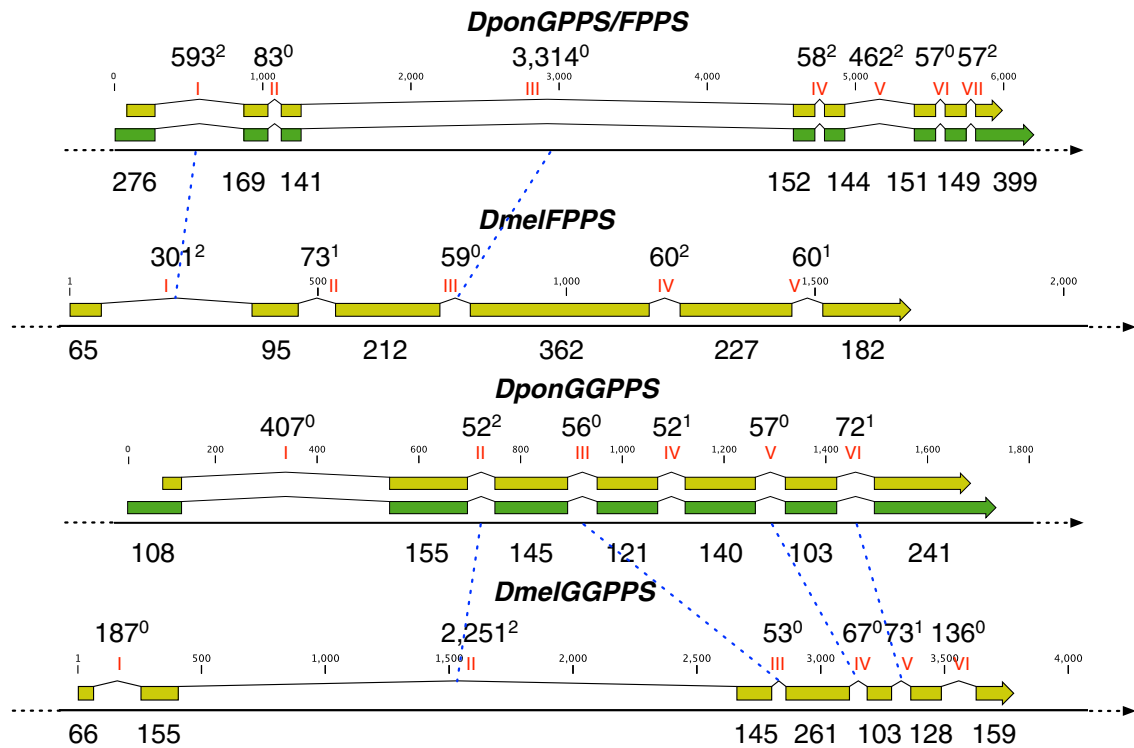 DponGPPS/FPPS
593² 83⁰ 3,314⁰ 58² 462² 57⁰ 57²
0 1,000 2,000 3,000 4,000 5,000 6,000
I II III IV V VI VII
276 169 141 152 144 151 149 399
DmelFPPS
301² 73¹ 59⁰ 60² 60¹
1 500 1,000 1,500 2,000
I II III IV V
65 95 212 362 227 182
DponGGPPS
407⁰ 52² 56⁰ 52¹ 57⁰ 72¹
0 200 400 600 800 1,000 1,200 1,400 1,600 1,800
I II III IV V VI
108 155 145 121 140 103 241
DmelGGPPS
187⁰ 2,251² 53⁰ 67⁰ 73¹ 136⁰
1 500 1,000 1,500 2,000 2,500 3,000 3,500 4,000
I II III IV V VI
66 155 145 261 103 128 159